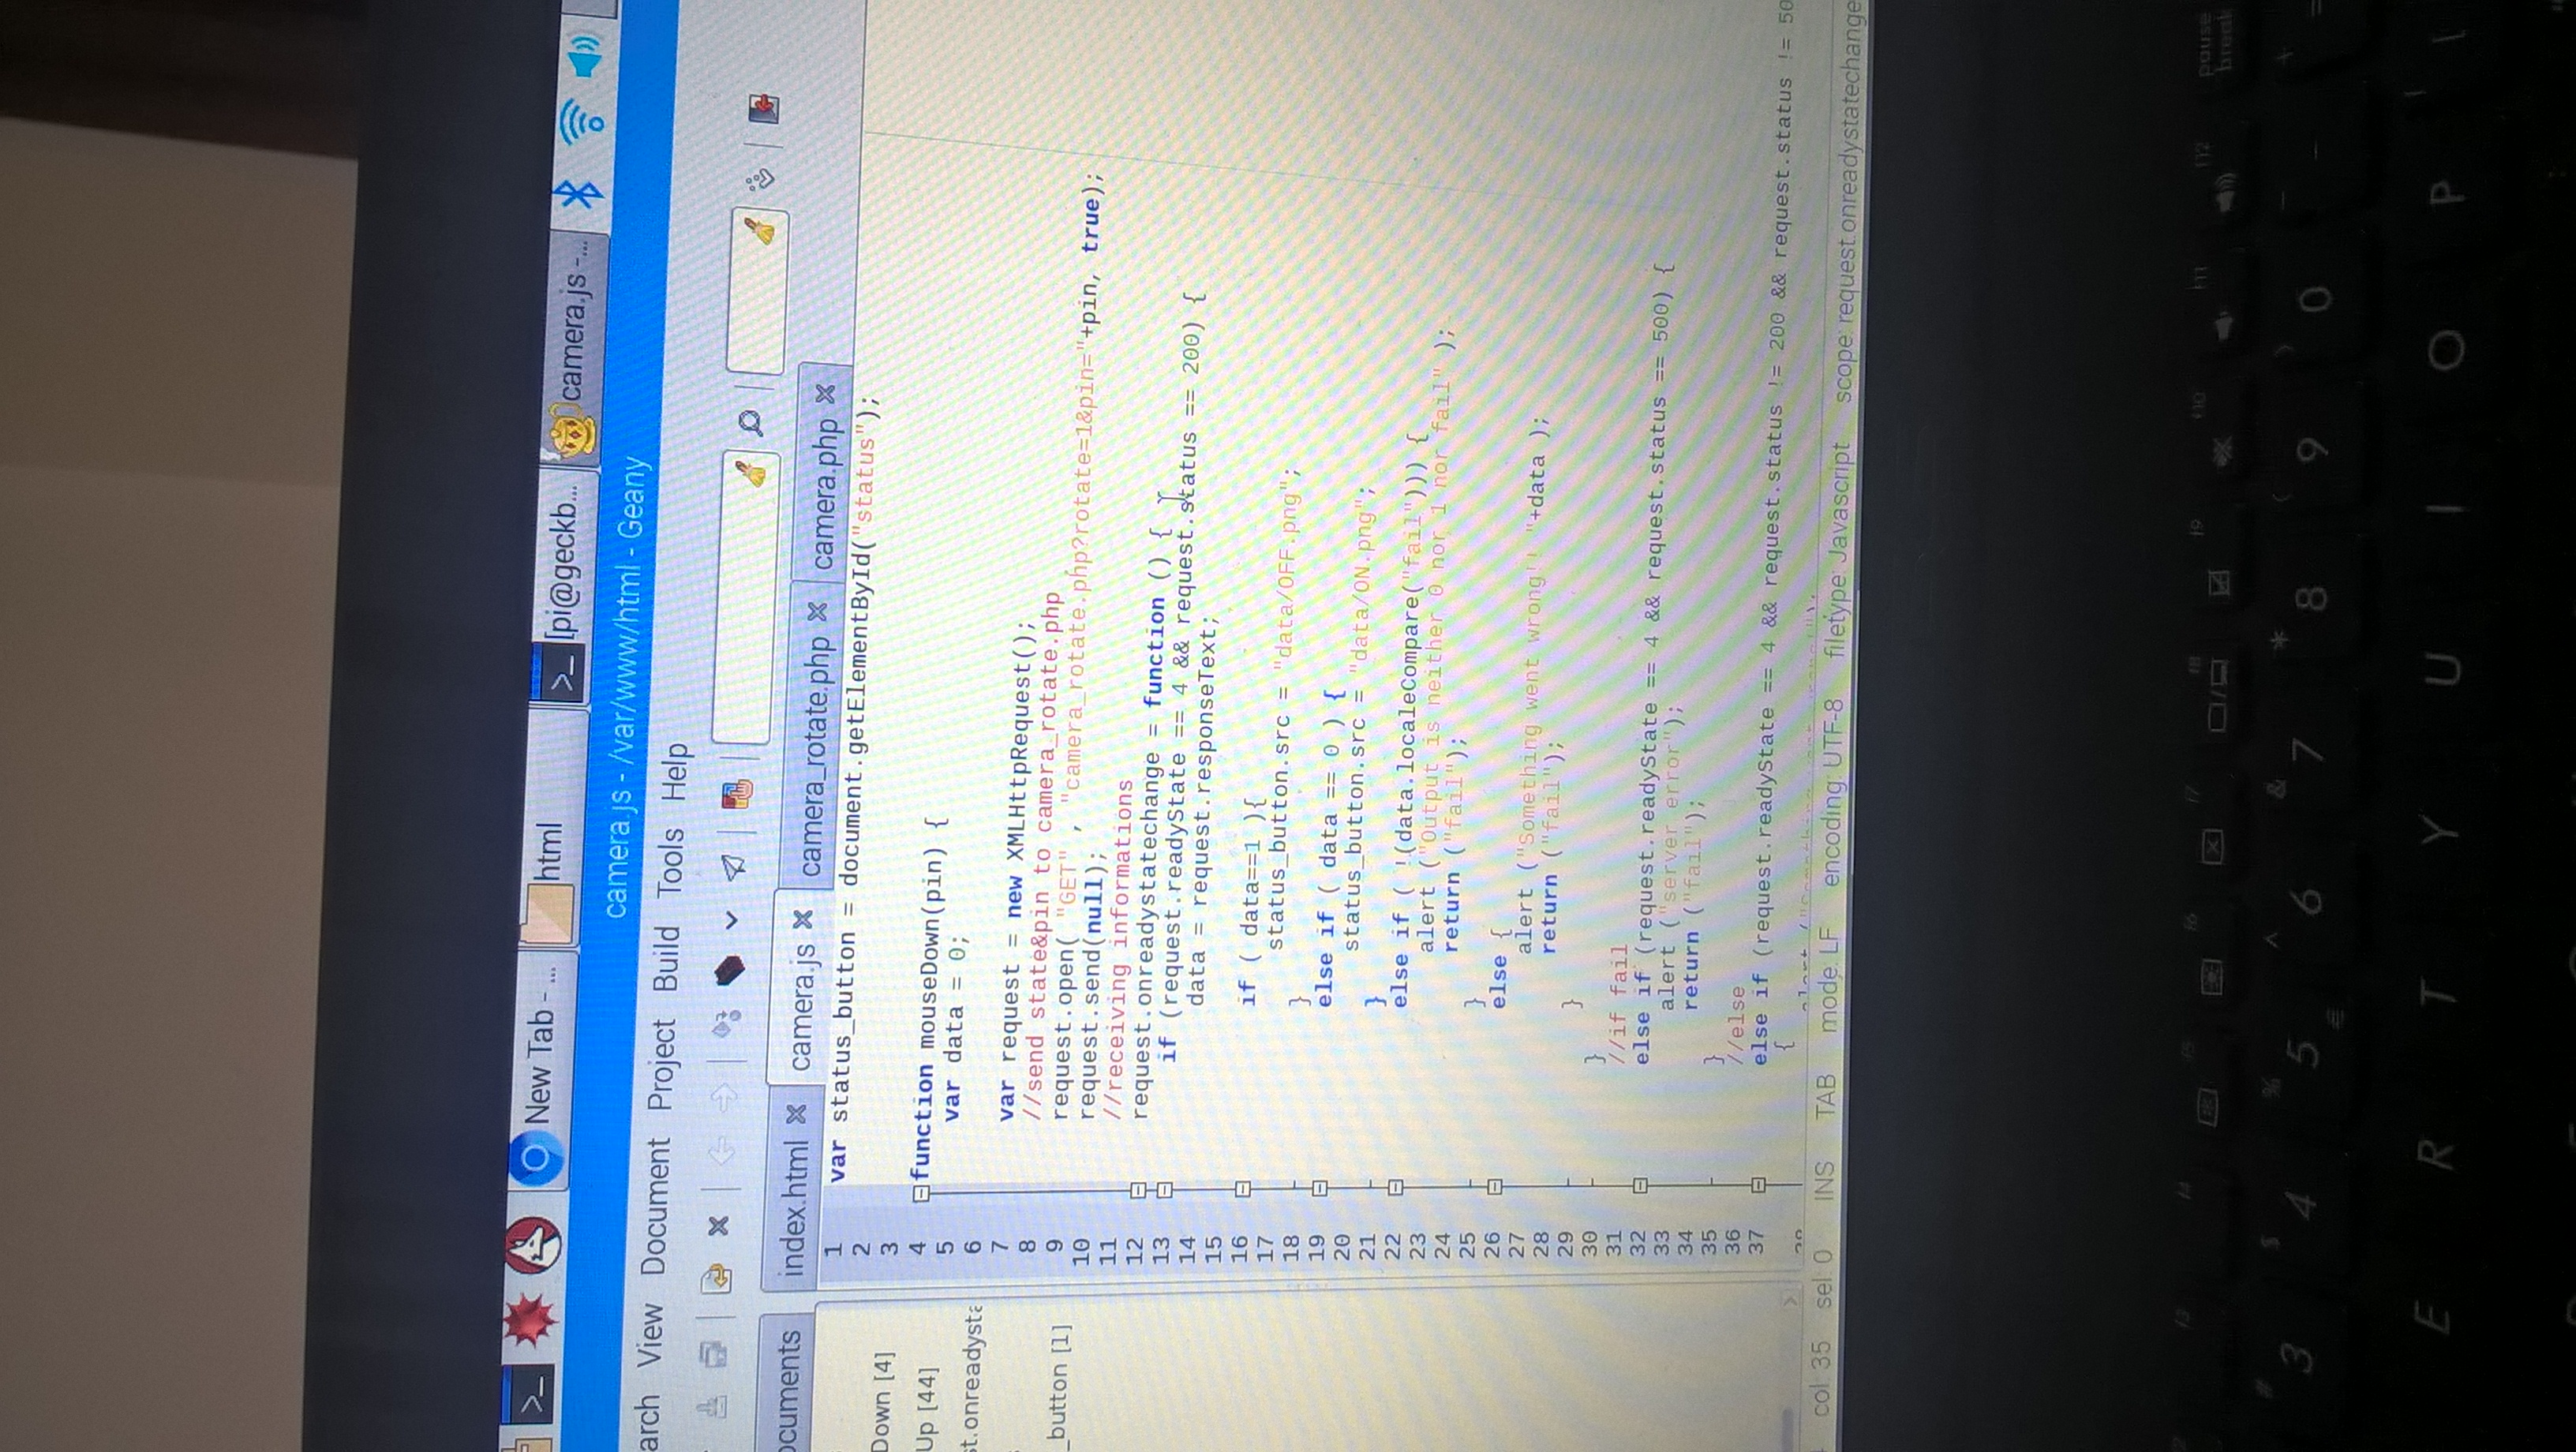 New Tab - ...
html
[pi@geckb...
camera.js -...
camera.js - /var/www/html - Geany
arch View Document Project Build Tools Help
ocuments
index.html camera.js camera_rotate.php camera.php
Down [4]
Up [44]
st.onreadysta
_button [1]
1 var status_button = document.getElementById("status");
2
3
4 function mouseDown(pin) {
5 var data = 0;
6
7 var request = new XMLHttpRequest();
8 //send state&pin to camera_rotate.php
9 request.open( "GET" , "camera_rotate.php?rotate=1&pin="+pin, true);
10 request.send(null);
11 //receiving informations
12 request.onreadystatechange = function () {
13 if (request.readyState == 4 && request.status == 200) {
14 data = request.responseText;
15
16 if ( data==1 ){
17 status_button.src = "data/OFF.png";
18 }
19 else if ( data == 0 ) {
20 status_button.src = "data/ON.png";
21 }
22 else if ( !(data.localeCompare("fail"))) {
23 alert ("Output is neither 0 nor 1 nor fail" );
24 return ("fail");
25 }
26 else {
27 alert ("Something went wrong!! "+data );
28 return ("fail");
29 }
30 }
31 //if fail
32 else if (request.readyState == 4 && request.status == 500) {
33 alert ("server error");
34 return ("fail");
35 }
36 //else
37 else if (request.readyState == 4 && request.status != 200 && request.status != 50
{
col: 35 sel: 0 INS TAB mode: LF encoding: UTF-8 filetype: Javascript scope: request.onreadystatechange
f3 f4 f5 f6 f7 f8 f9 f10 f11 f12 pause break
# 3 $ 4 % 5 € ^ 6 & 7 * 8 ( 9 ) 0 _ - + =
E R T Y U I O P [